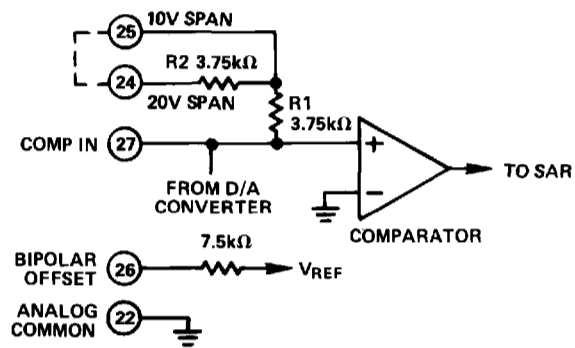 25 10V SPAN
R2 3.75kΩ
24
20V SPAN
R1
3.75kΩ
COMP IN 27
+
−
TO SAR
FROM D/A
CONVERTER
COMPARATOR
7.5kΩ
BIPOLAR
OFFSET
26
VREF
ANALOG
COMMON
22